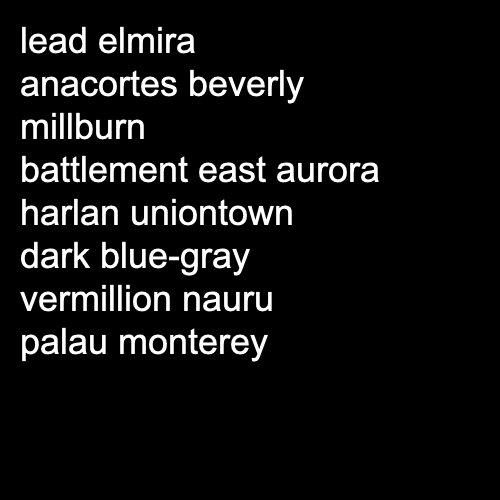 lead elmira
anacortes beverly
millburn
battlement east aurora
harlan uniontown
dark blue-gray
vermillion nauru
palau monterey